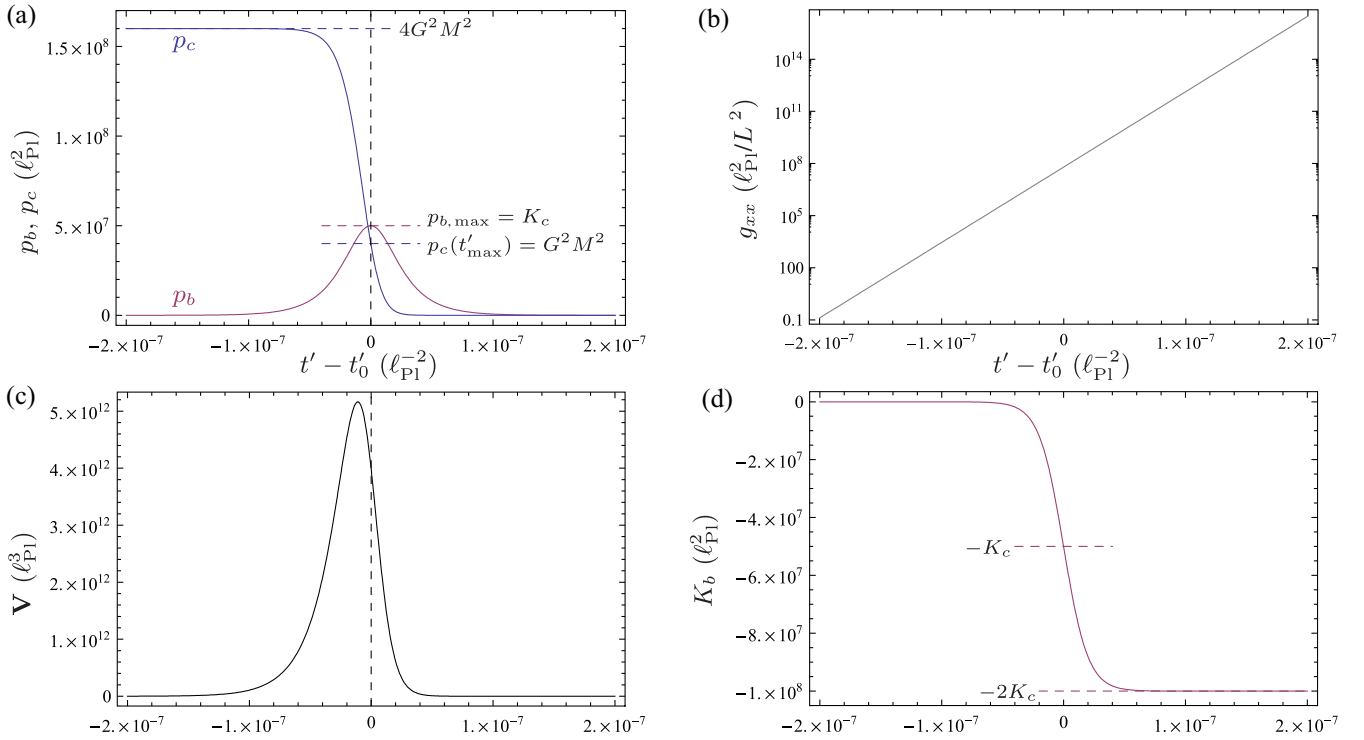 (a)
p_b, p_c (ℓ_Pl^2)
1.5×10^8
1.×10^8
5.×10^7
0
p_c
4G^2M^2
p_b,max = K_c
p_c(t′_max) = G^2M^2
p_b
−2.×10^−7
−1.×10^−7
0
1.×10^−7
2.×10^−7
t′ − t′_0 (ℓ_Pl^−2)
(b)
g_xx (ℓ_Pl^2/L^2)
10^14
10^11
10^8
10^5
100
0.1
−2.×10^−7
−1.×10^−7
0
1.×10^−7
2.×10^−7
t′ − t′_0 (ℓ_Pl^−2)
(c)
V (ℓ_Pl^3)
5.×10^12
4.×10^12
3.×10^12
2.×10^12
1.×10^12
0
−2.×10^−7
−1.×10^−7
0
1.×10^−7
2.×10^−7
(d)
K_b (ℓ_Pl^2)
0
−2.×10^7
−4.×10^7
−6.×10^7
−8.×10^7
−1.×10^8
−K_c
−2K_c
−2.×10^−7
−1.×10^−7
0
1.×10^−7
2.×10^−7